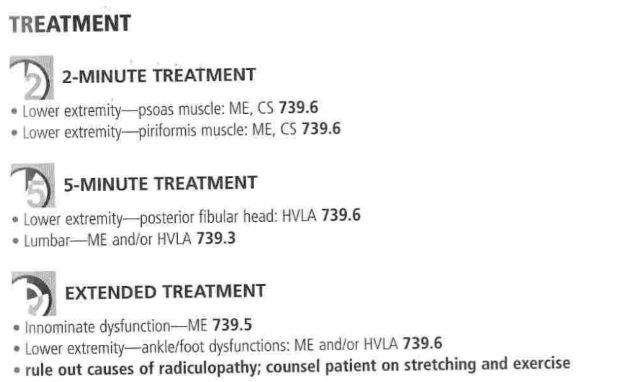 TREATMENT
2
2-MINUTE TREATMENT
• Lower extremity—psoas muscle: ME, CS 739.6
• Lower extremity—piriformis muscle: ME, CS 739.6
5
5-MINUTE TREATMENT
• Lower extremity—posterior fibular head: HVLA 739.6
• Lumbar—ME and/or HVLA 739.3
EXTENDED TREATMENT
• Innominate dysfunction—ME 739.5
• Lower extremity—ankle/foot dysfunctions: ME and/or HVLA 739.6
• rule out causes of radiculopathy; counsel patient on stretching and exercise